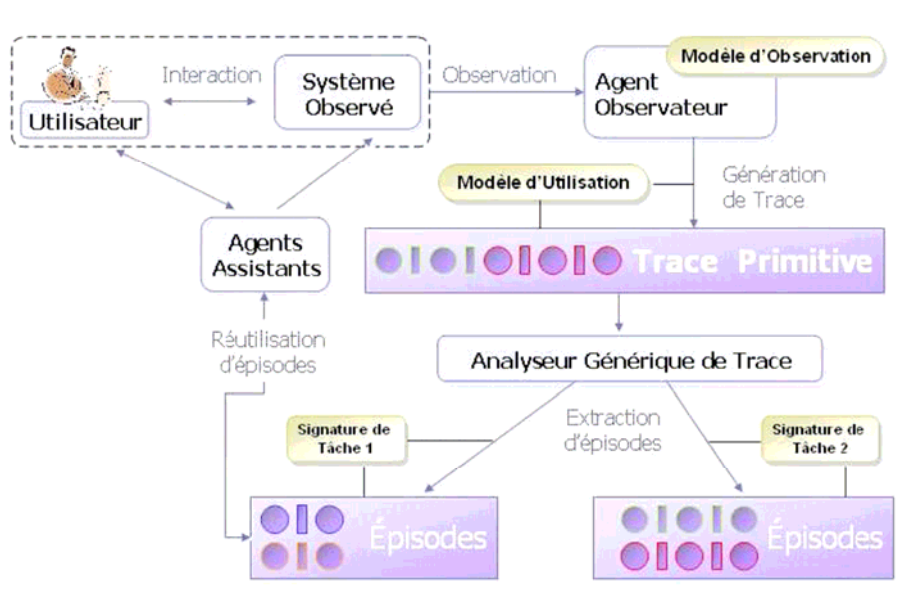 Interaction
Système
Observé
Utilisateur
Observation
Agent
Observateur
Modèle d'Observation
Modèle d'Utilisation
Génération
de Trace
Trace Primitive
Agents
Assistants
Réutilisation
d'épisodes
Analyseur Générique de Trace
Extraction
d'épisodes
Signature de
Tâche 1
Signature de
Tâche 2
Épisodes
Épisodes